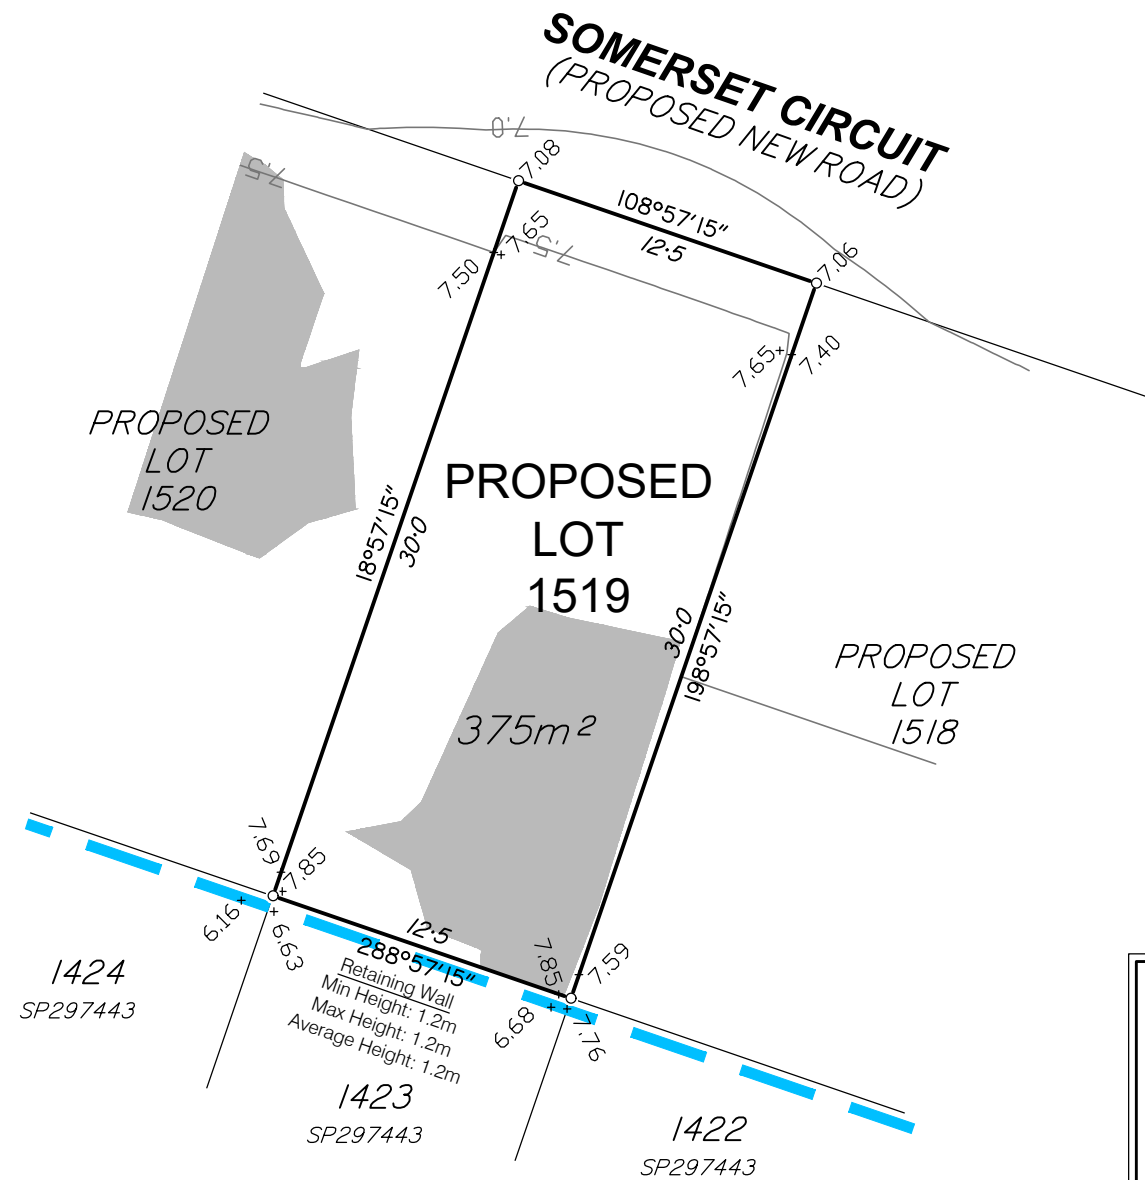 SOMERSET CIRCUIT
(PROPOSED NEW ROAD)
7.0
7.08
7.5
108°57'15"
12·5
7.65
7.5
7.06
7.50
7.65
7.40
PROPOSED
LOT
1520
PROPOSED
LOT
1519
18°57'15"
30·0
30·0
198°57'15"
PROPOSED
LOT
1518
375m²
7.69
7.85
6.16
6.63
12·5
288°57'15"
7.85
7.59
Retaining Wall
Min Height: 1.2m
Max Height: 1.2m
Average Height: 1.2m
6.68
7.76
1424
SP297443
1423
SP297443
1422
SP297443